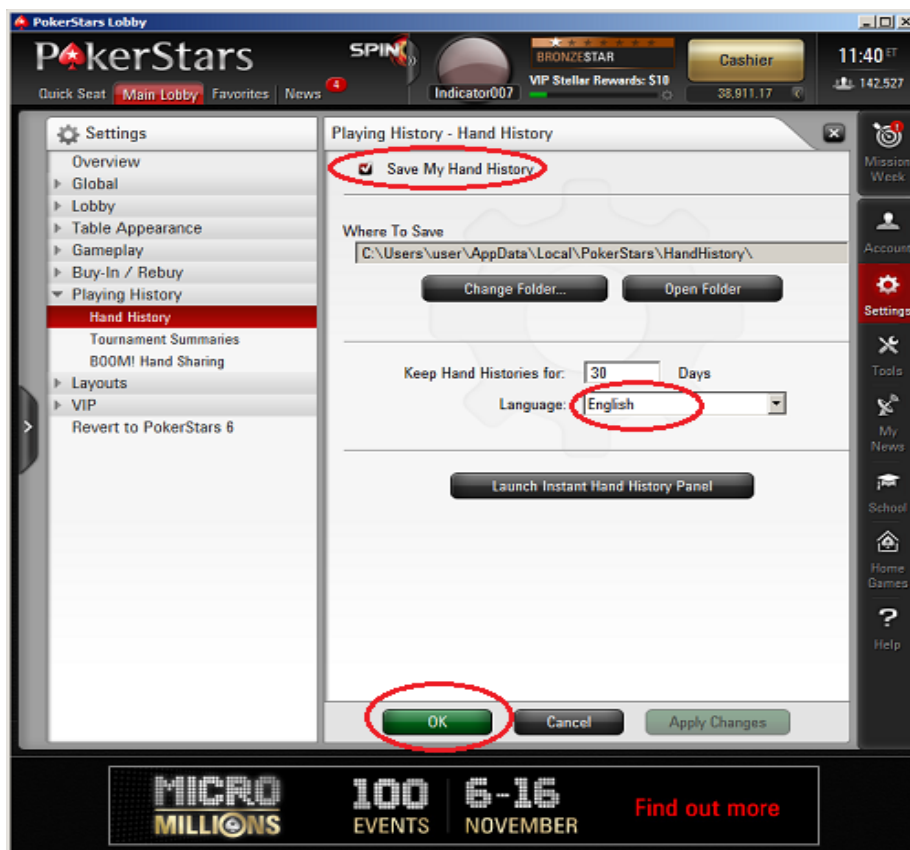 PokerStars Lobby
PokerStars
SPIN
BRONZESTAR
VIP Stellar Rewards: $10
Cashier
38,911.17
11:40 ET
142,527
Quick Seat
Main Lobby
Favorites
News
4
Indicator007
Settings
Overview
Global
Lobby
Table Appearance
Gameplay
Buy-In / Rebuy
Playing History
Hand History
Tournament Summaries
BOOM! Hand Sharing
Layouts
VIP
Revert to PokerStars 6
Playing History - Hand History
Save My Hand History
Where To Save
C:\Users\user\AppData\Local\PokerStars\HandHistory\
Change Folder...
Open Folder
Keep Hand Histories for: 30 Days
Language: English
Launch Instant Hand History Panel
OK
Cancel
Apply Changes
Mission
Week
Account
Settings
Tools
My
News
School
Home
Games
Help
MICRO
MILLIONS
100
EVENTS
6-16
NOVEMBER
Find out more